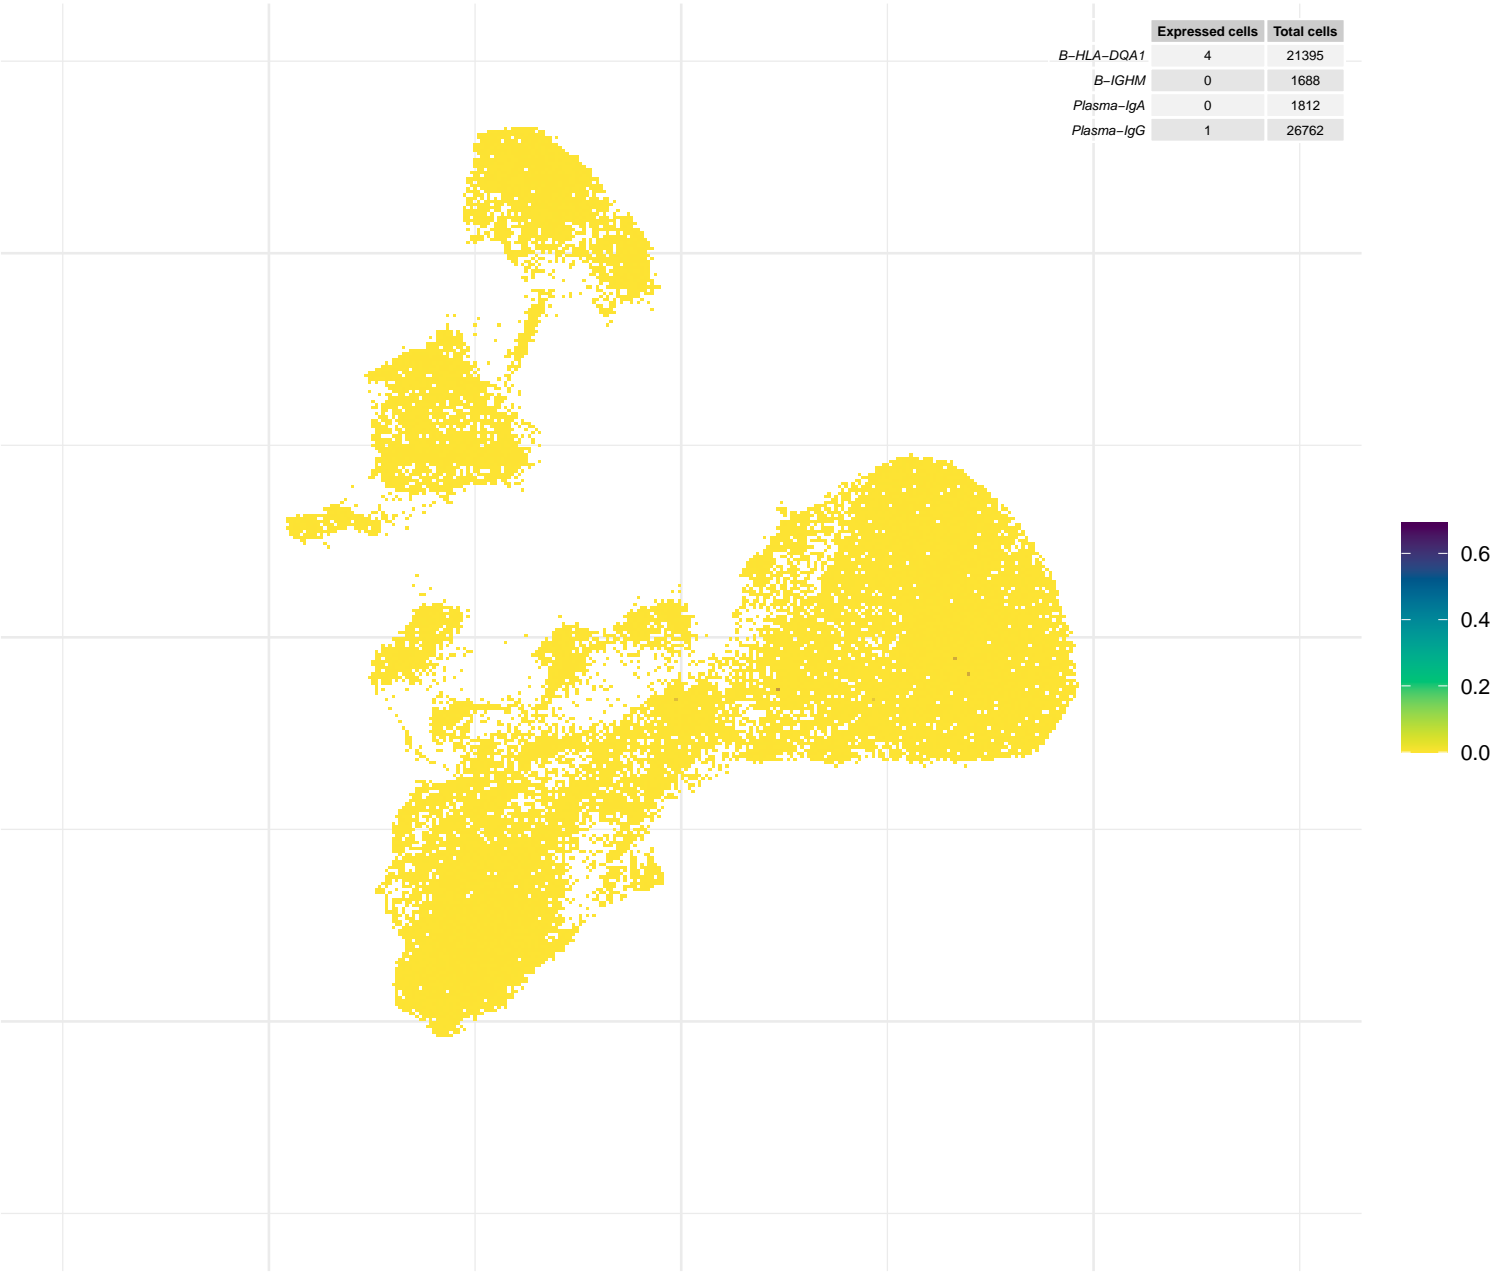 Expressed cells Total cells
B−HLA−DQA1 4 21395
B−IGHM 0 1688
Plasma−IgA 0 1812
Plasma−IgG 1 26762
0.6
0.4
0.2
0.0